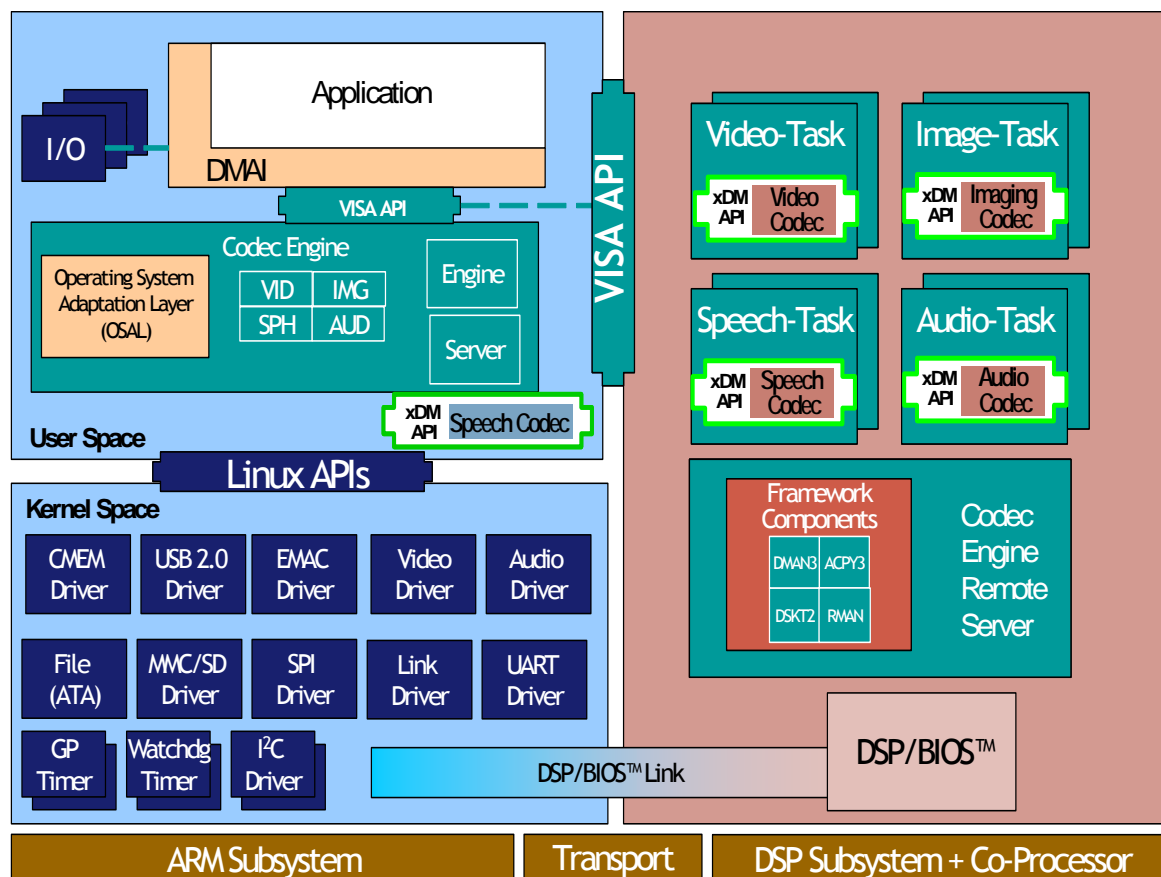 Application
I/O
DMAI
VISA API
Codec Engine
Operating System
Adaptation Layer
(OSAL)
VID
IMG
SPH
AUD
Engine
Server
xDM
API
Speech Codec
User Space
VISA API
Linux APIs
Kernel Space
CMEM
Driver
USB 2.0
Driver
EMAC
Driver
Video
Driver
Audio
Driver
File
(ATA)
MMC/SD
Driver
SPI
Driver
Link
Driver
UART
Driver
GP
Timer
Watchdg
Timer
I²C
Driver
DSP/BIOS™ Link
Video-Task
xDM
API
Video
Codec
Image-Task
xDM
API
Imaging
Codec
Speech-Task
xDM
API
Speech
Codec
Audio-Task
xDM
API
Audio
Codec
Framework
Components
DMAN3
ACPY3
DSKT2
RMAN
Codec
Engine
Remote
Server
DSP/BIOS™
ARM Subsystem
Transport
DSP Subsystem + Co-Processor